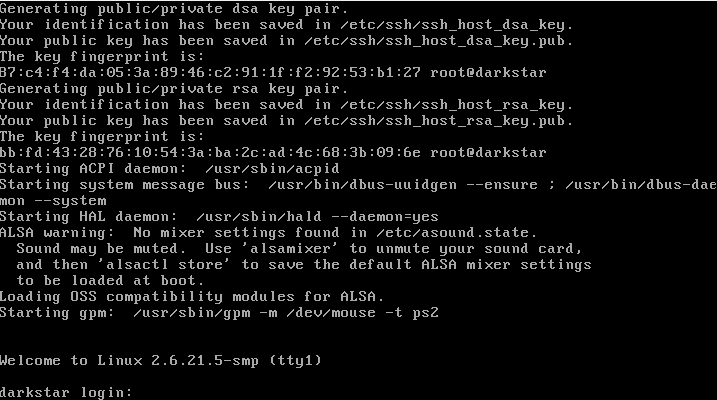 Generating public/private dsa key pair.
Your identification has been saved in /etc/ssh/ssh_host_dsa_key.
Your public key has been saved in /etc/ssh/ssh_host_dsa_key.pub.
The key fingerprint is:
87:c4:f4:da:05:3a:89:46:c2:91:1f:f2:92:53:b1:27 root@darkstar
Generating public/private rsa key pair.
Your identification has been saved in /etc/ssh/ssh_host_rsa_key.
Your public key has been saved in /etc/ssh/ssh_host_rsa_key.pub.
The key fingerprint is:
bb:fd:43:28:76:10:54:3a:ba:2c:ad:4c:68:3b:09:6e root@darkstar
Starting ACPI daemon:  /usr/sbin/acpid
Starting system message bus:  /usr/bin/dbus-uuidgen --ensure ; /usr/bin/dbus-dae
mon --system
Starting HAL daemon:  /usr/sbin/hald --daemon=yes
ALSA warning:  No mixer settings found in /etc/asound.state.
  Sound may be muted.  Use 'alsamixer' to unmute your sound card,
  and then 'alsactl store' to save the default ALSA mixer settings
  to be loaded at boot.
Loading OSS compatibility modules for ALSA.
Starting gpm:  /usr/sbin/gpm -m /dev/mouse -t ps2
Welcome to Linux 2.6.21.5-smp (tty1)
darkstar login: